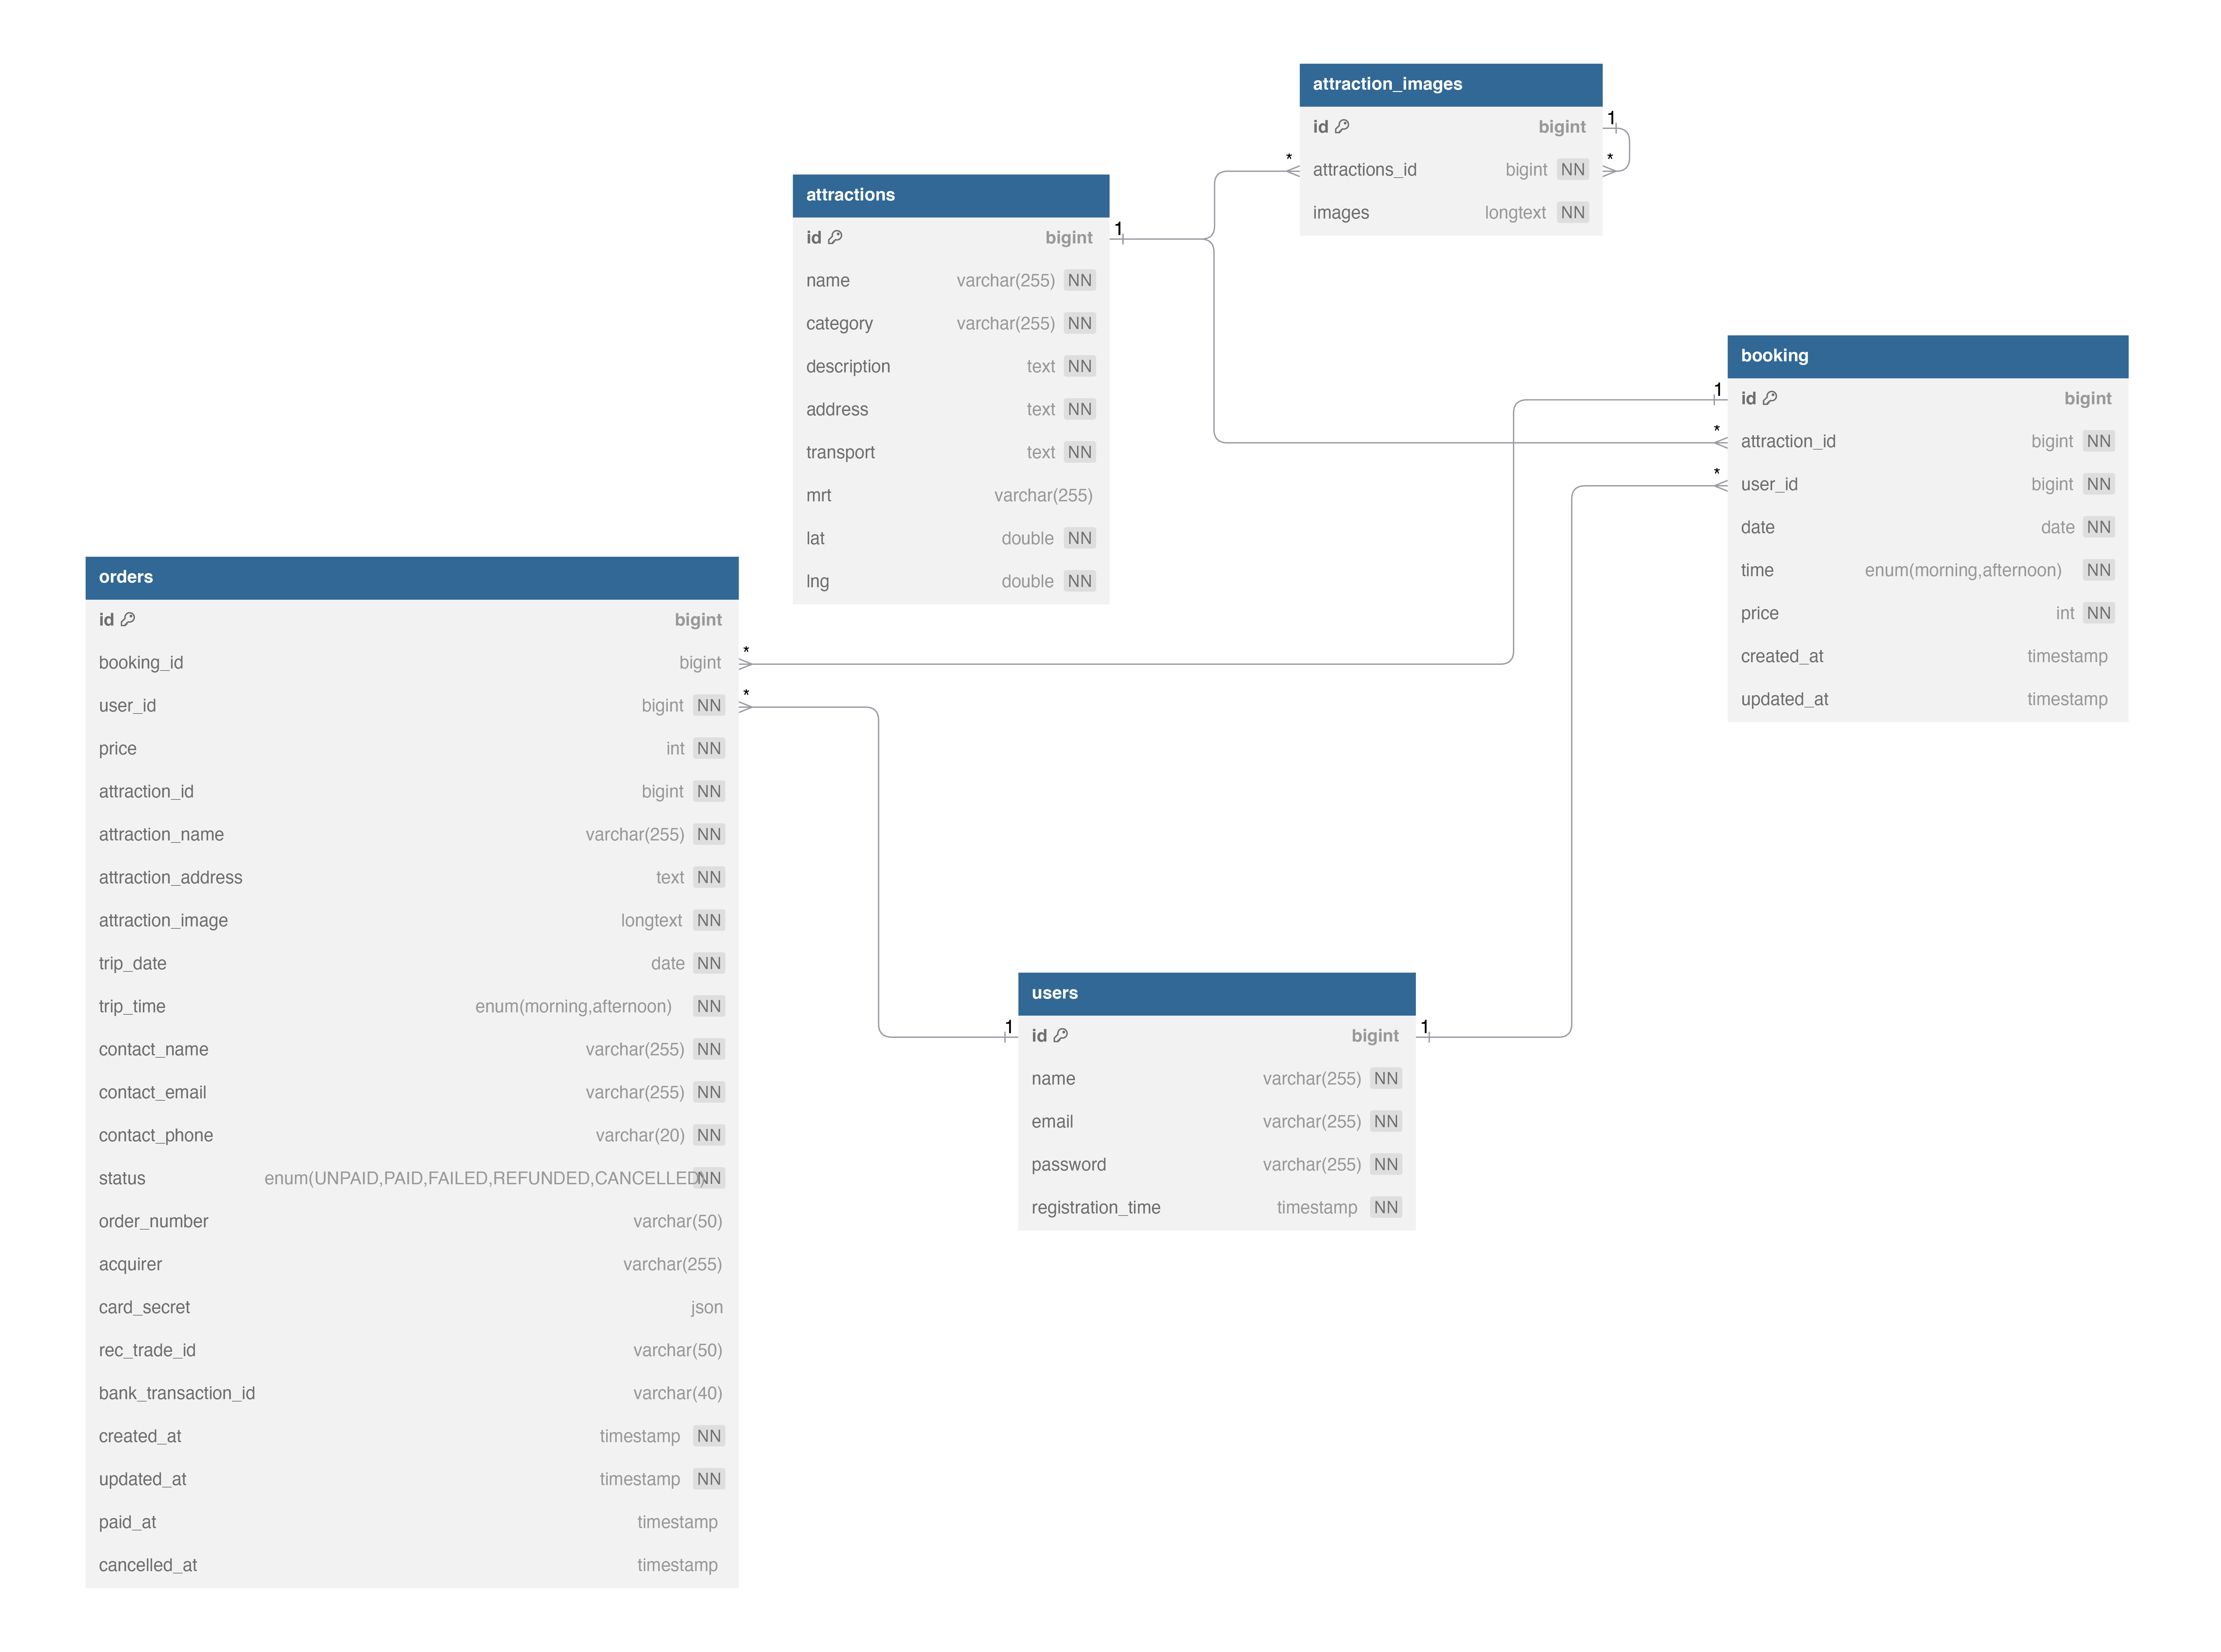 attraction_images
id bigint
attractions_id bigint NN
images longtext NN
1
*
*
attractions
id bigint
name varchar(255) NN
category varchar(255) NN
description text NN
address text NN
transport text NN
mrt varchar(255)
lat double NN
lng double NN
1
booking
id bigint
attraction_id bigint NN
user_id bigint NN
date date NN
time enum(morning,afternoon) NN
price int NN
created_at timestamp
updated_at timestamp
1
*
*
orders
id bigint
booking_id bigint
user_id bigint NN
price int NN
attraction_id bigint NN
attraction_name varchar(255) NN
attraction_address text NN
attraction_image longtext NN
trip_date date NN
trip_time enum(morning,afternoon) NN
contact_name varchar(255) NN
contact_email varchar(255) NN
contact_phone varchar(20) NN
status enum(UNPAID,PAID,FAILED,REFUNDED,CANCELLED) NN
order_number varchar(50)
acquirer varchar(255)
card_secret json
rec_trade_id varchar(50)
bank_transaction_id varchar(40)
created_at timestamp NN
updated_at timestamp NN
paid_at timestamp
cancelled_at timestamp
*
*
users
id bigint
name varchar(255) NN
email varchar(255) NN
password varchar(255) NN
registration_time timestamp NN
1
1